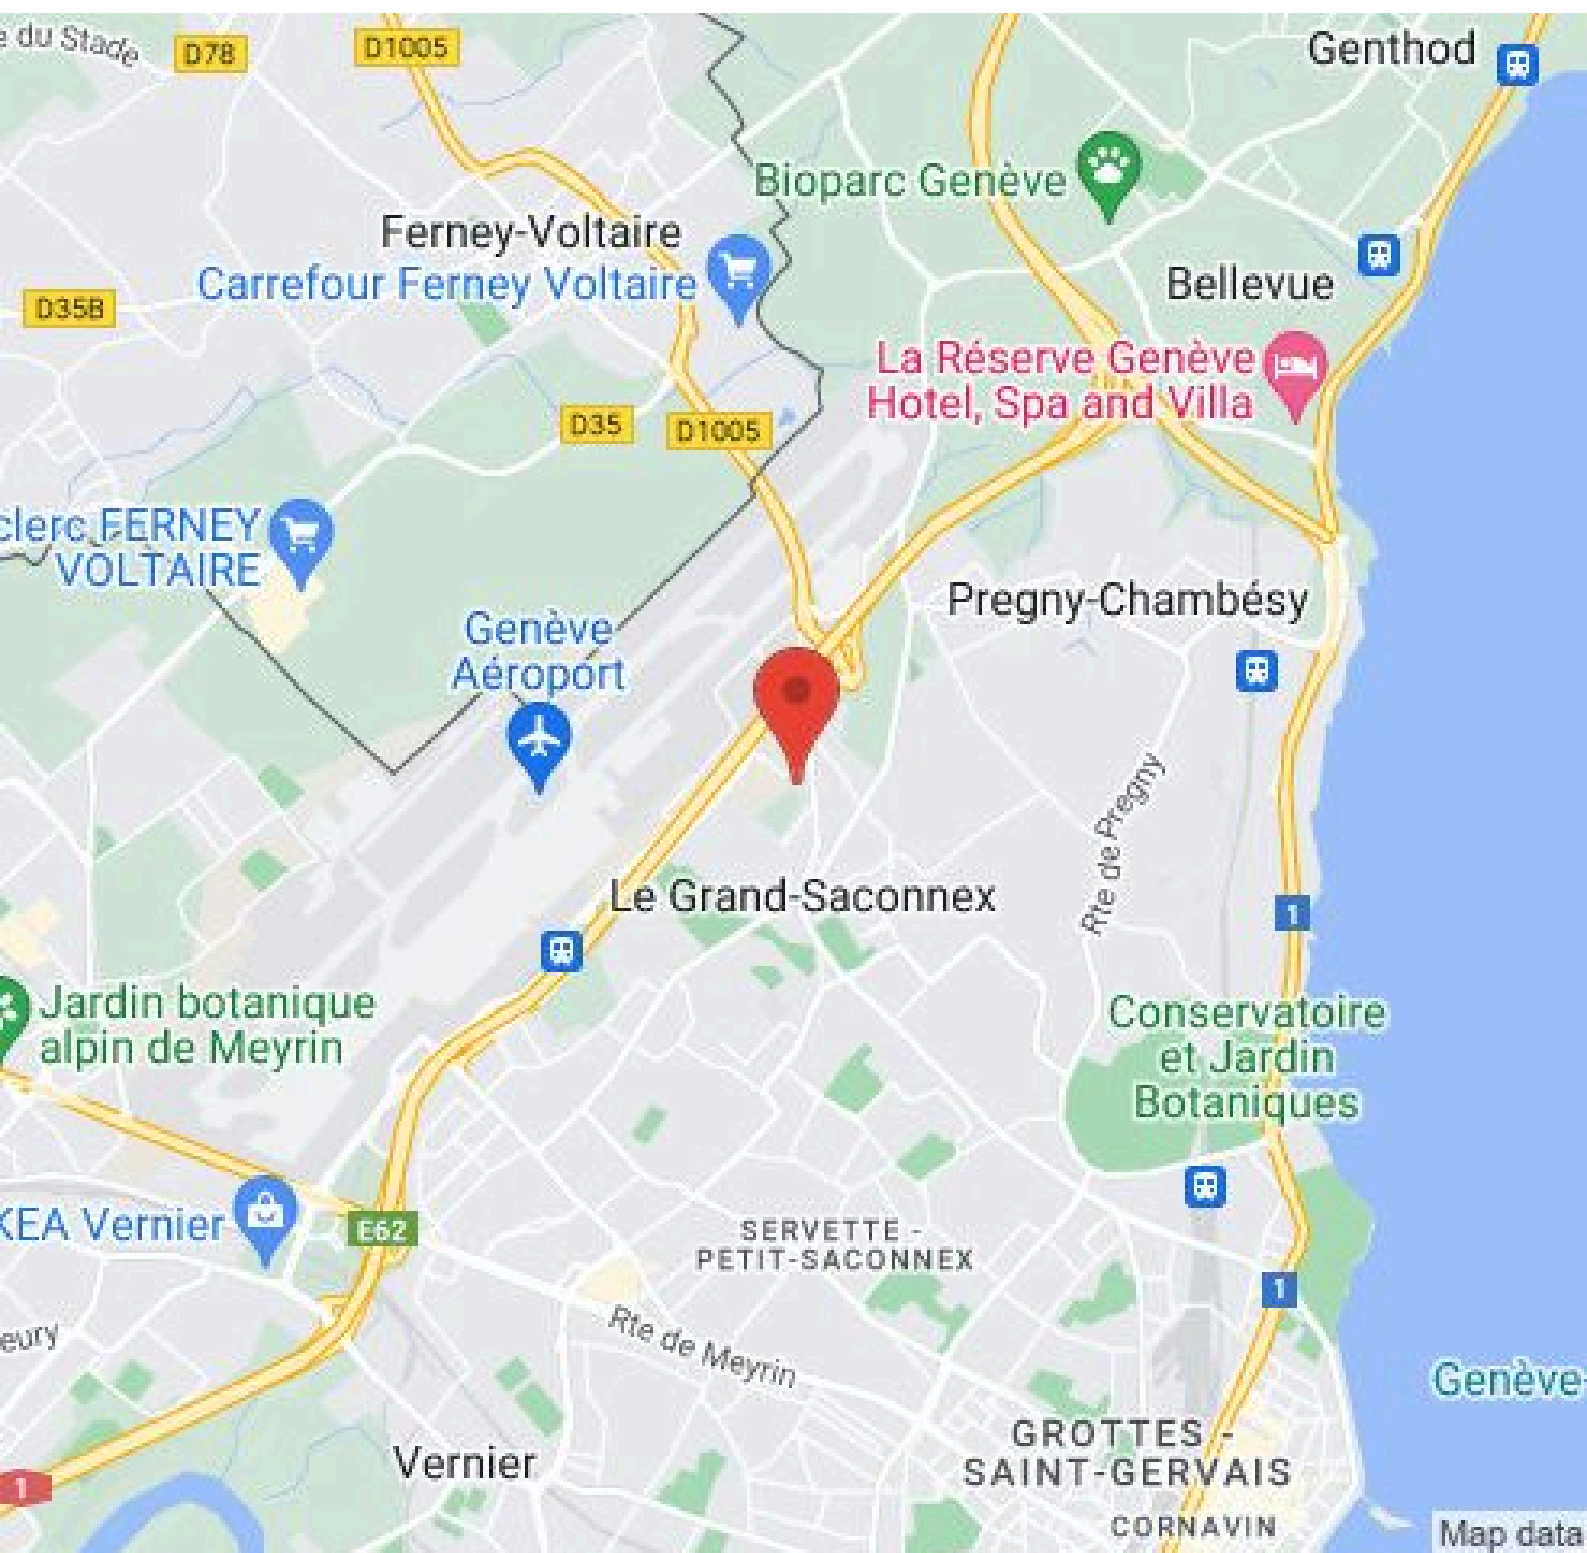 du Stade
D78
D1005
Genthod
Bioparc Genève
Ferney-Voltaire
Carrefour Ferney Voltaire
Bellevue
D35B
La Réserve Genève
Hotel, Spa and Villa
D35
D1005
clerc FERNEY
VOLTAIRE
Pregny-Chambésy
Genève
Aéroport
Rte de Pregny
Le Grand-Saconnex
1
Jardin botanique
alpin de Meyrin
Conservatoire
et Jardin
Botaniques
KEA Vernier
E62
SERVETTE -
PETIT-SACONNEX
1
Rte de Meyrin
eury
Genève-
GROTTES -
SAINT-GERVAIS
Vernier
1
CORNAVIN
Map data